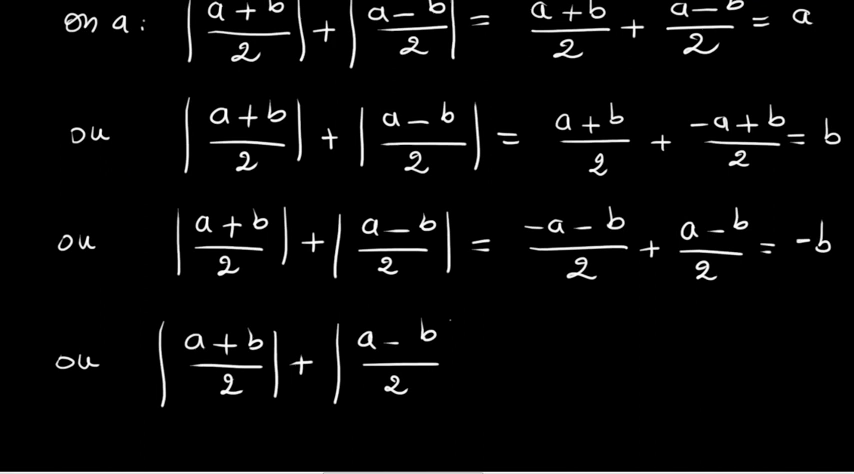 on a : |(a+b)/2| + |(a-b)/2| = (a+b)/2 + (a-b)/2 = a
ou |(a+b)/2| + |(a-b)/2| = (a+b)/2 + (-a+b)/2 = b
ou |(a+b)/2| + |(a-b)/2| = (-a-b)/2 + (a-b)/2 = -b
ou |(a+b)/2| + |(a-b)/2